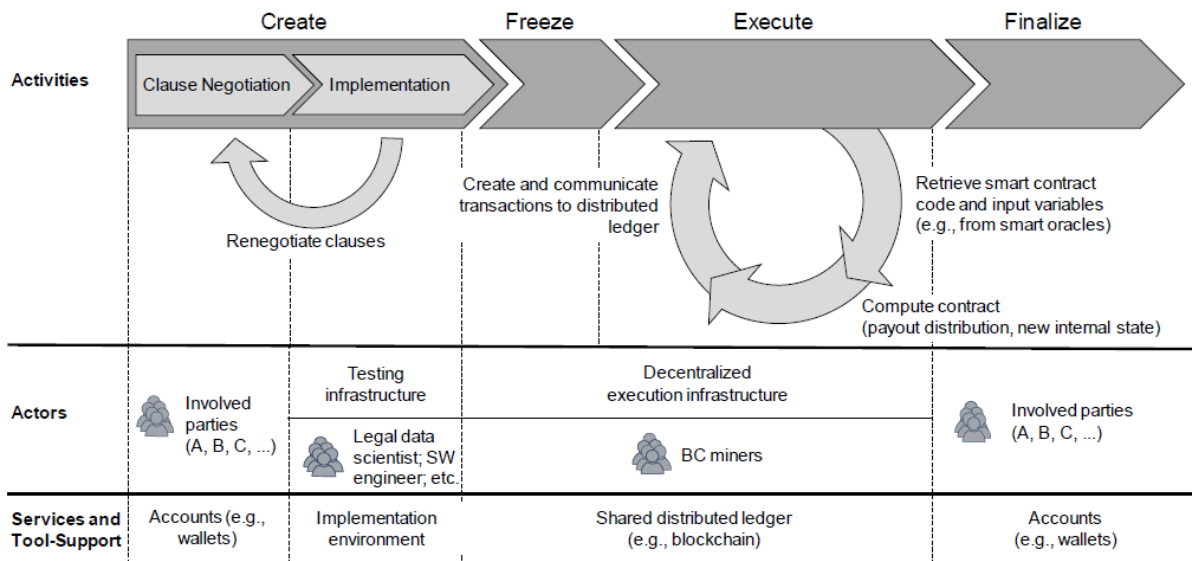 Create
Freeze
Execute
Finalize
Activities
Clause Negotiation
Implementation
Renegotiate clauses
Create and communicate
transactions to distributed
ledger
Retrieve smart contract
code and input variables
(e.g., from smart oracles)
Compute contract
(payout distribution, new internal state)
Actors
Involved
parties
(A, B, C, ...)
Testing
infrastructure
Legal data
scientist; SW
engineer; etc.
Decentralized
execution infrastructure
BC miners
Involved parties
(A, B, C, ...)
Services and
Tool-Support
Accounts (e.g.,
wallets)
Implementation
environment
Shared distributed ledger
(e.g., blockchain)
Accounts
(e.g., wallets)